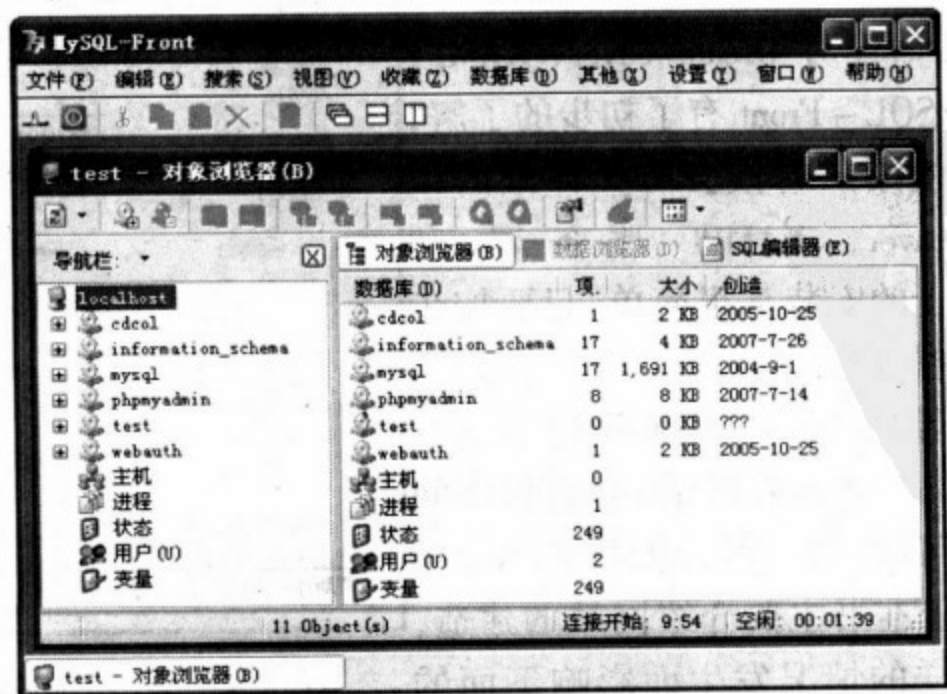 MySQL-Front
文件(F) 编辑(E) 搜索(S) 视图(V) 收藏(Z) 数据库(D) 其他(X) 设置(T) 窗口(W) 帮助(H)
test - 对象浏览器(B)
导航栏:
对象浏览器(B) 数据浏览器(D) SQL编辑器(E)
localhost
cdcol
information_schema
mysql
phpmyadmin
test
webauth
主机
进程
状态
用户(U)
变量
数据库(D) 项. 大小 创造
cdcol 1 2 KB 2005-10-25
information_schema 17 4 KB 2007-7-26
mysql 17 1,691 KB 2004-9-1
phpmyadmin 8 8 KB 2007-7-14
test 0 0 KB ???
webauth 1 2 KB 2005-10-25
主机 0
进程 1
状态 249
用户(U) 2
变量 249
11 Object(s) 连接开始: 9:54 空闲: 00:01:39
test - 对象浏览器(B)